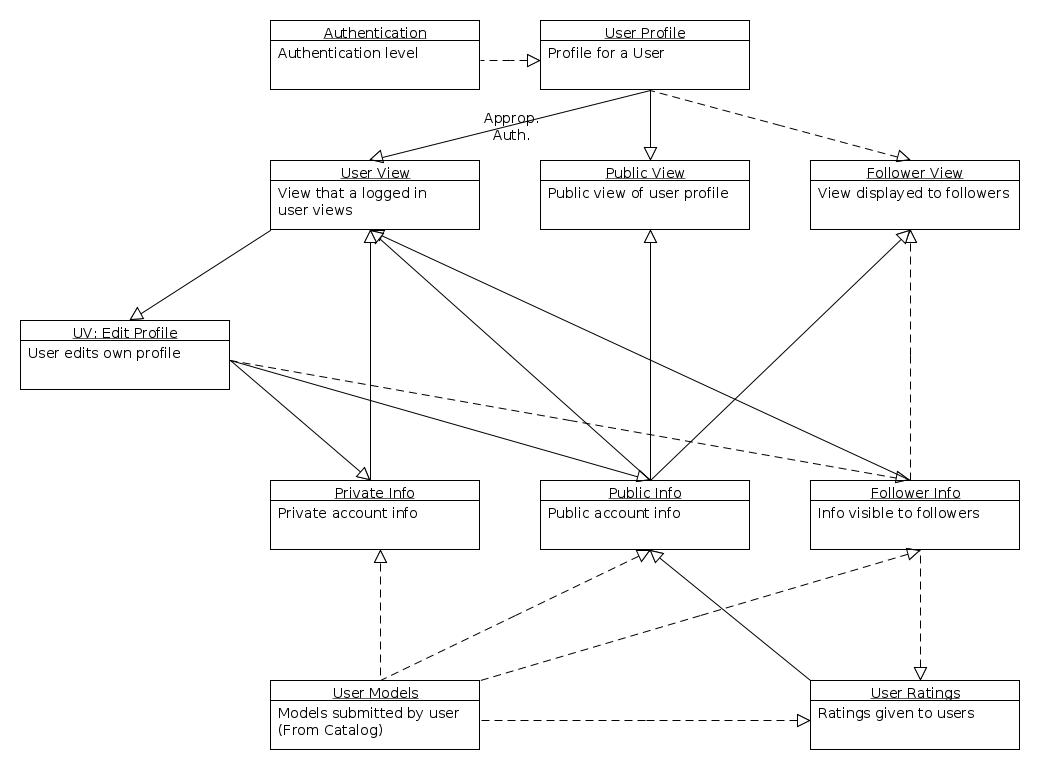 Authentication
Authentication level
User Profile
Profile for a User
Approp.
Auth.
User View
View that a logged in
user views
Public View
Public view of user profile
Follower View
View displayed to followers
UV: Edit Profile
User edits own profile
Private Info
Private account info
Public Info
Public account info
Follower Info
Info visible to followers
User Models
Models submitted by user
(From Catalog)
User Ratings
Ratings given to users